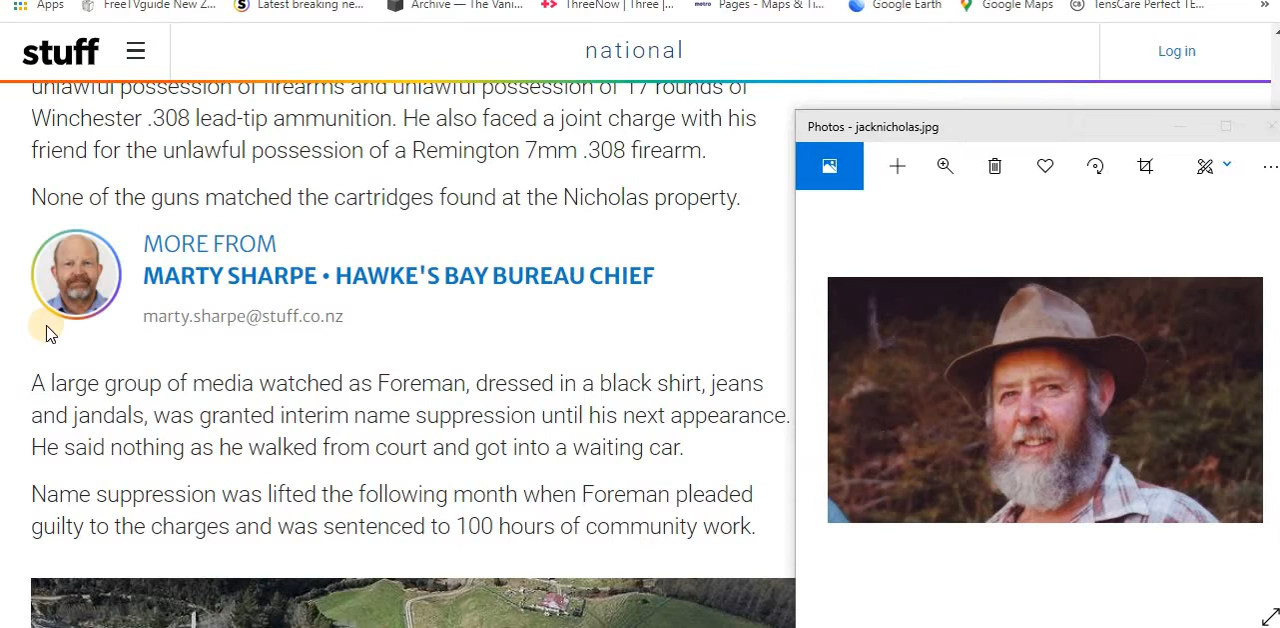 Apps
FreeTVguide New Z...
Latest breaking ne...
Archive — The Vani...
ThreeNow | Three |...
Pages - Maps & Ti...
Google Earth
Google Maps
TensCare Perfect TE...
»
stuff
national
Log in
unlawful possession of firearms and unlawful possession of 17 rounds of
Winchester .308 lead-tip ammunition. He also faced a joint charge with his
friend for the unlawful possession of a Remington 7mm .308 firearm.
None of the guns matched the cartridges found at the Nicholas property.
MORE FROM
MARTY SHARPE • HAWKE'S BAY BUREAU CHIEF
marty.sharpe@stuff.co.nz
A large group of media watched as Foreman, dressed in a black shirt, jeans
and jandals, was granted interim name suppression until his next appearance.
He said nothing as he walked from court and got into a waiting car.
Name suppression was lifted the following month when Foreman pleaded
guilty to the charges and was sentenced to 100 hours of community work.
Photos - jacknicholas.jpg